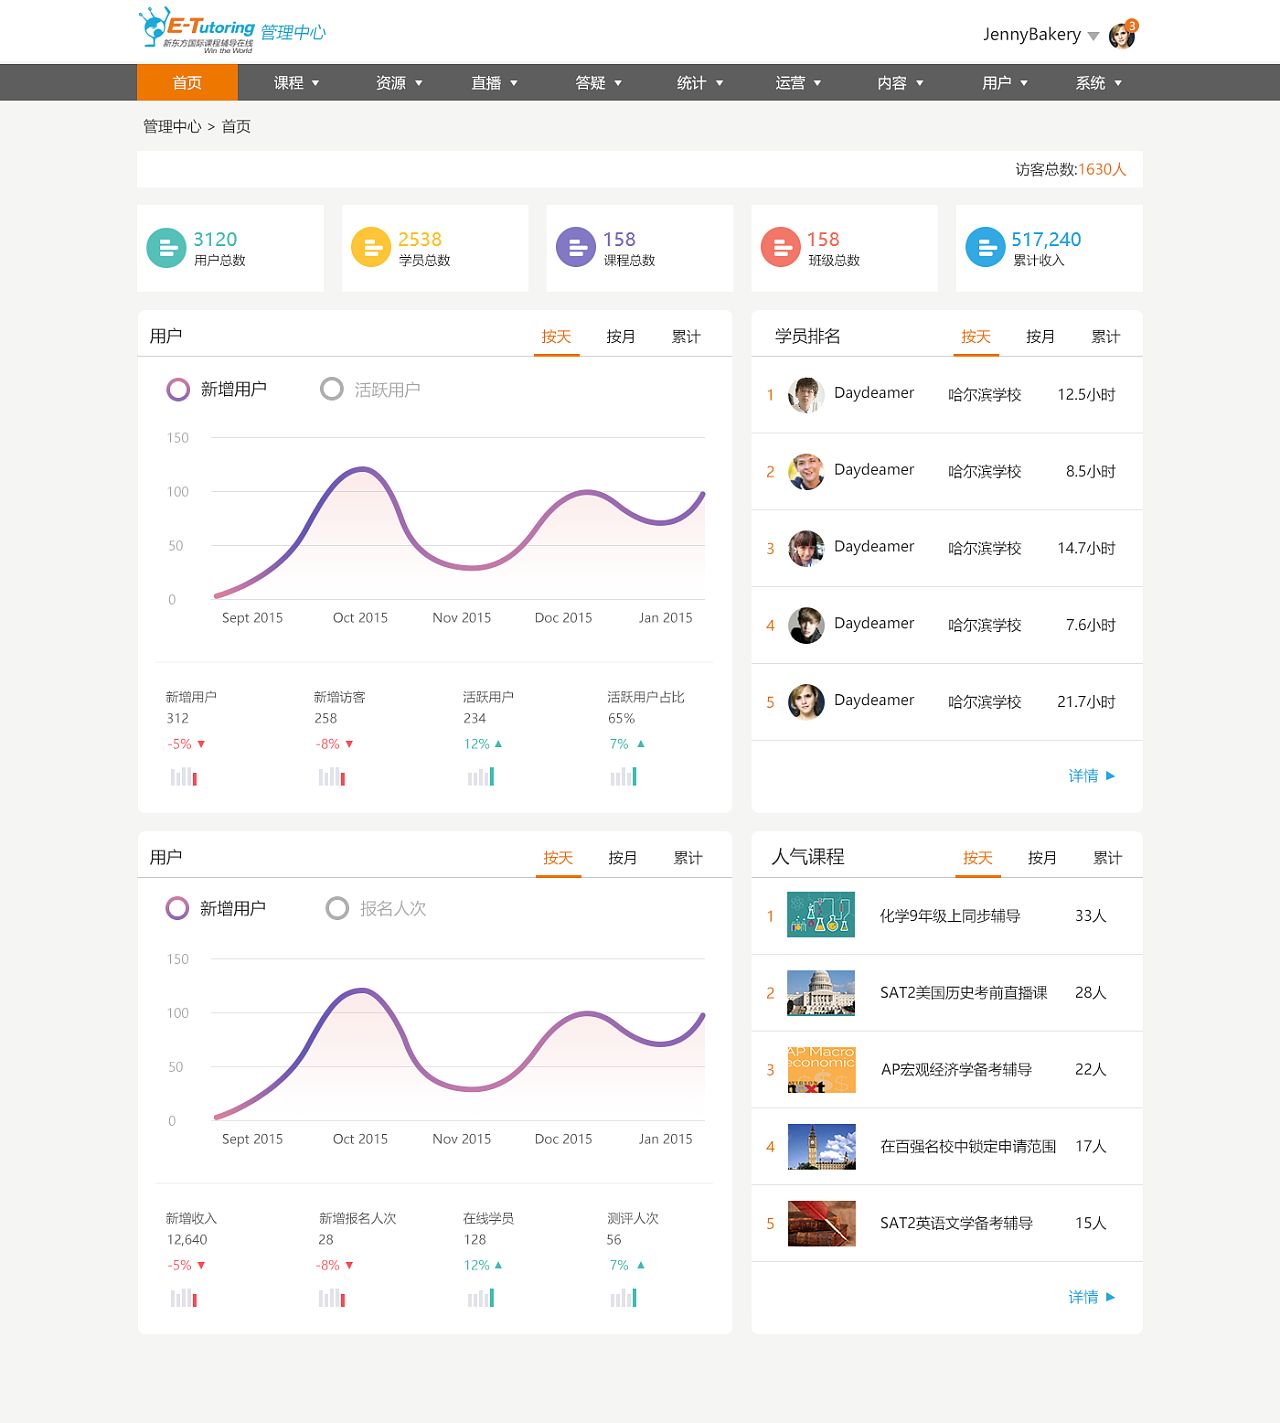 E-Tutoring 管理中心
新东方国际课程辅导在线
Win the World
JennyBakery
3
首页 课程 资源 直播 答疑 统计 运营 内容 用户 系统
管理中心 > 首页
访客总数:1630人
3120
用户总数
2538
学员总数
158
课程总数
158
班级总数
517,240
累计收入
用户 按天 按月 累计
新增用户 活跃用户
150
100
50
0
Sept 2015 Oct 2015 Nov 2015 Doc 2015 Jan 2015
新增用户 新增访客 活跃用户 活跃用户占比
312 258 234 65%
-5% ▼ -8% ▼ 12% ▲ 7% ▲
学员排名 按天 按月 累计
1 Daydeamer 哈尔滨学校 12.5小时
2 Daydeamer 哈尔滨学校 8.5小时
3 Daydeamer 哈尔滨学校 14.7小时
4 Daydeamer 哈尔滨学校 7.6小时
5 Daydeamer 哈尔滨学校 21.7小时
详情 ▶
用户 按天 按月 累计
新增用户 报名人次
150
100
50
0
Sept 2015 Oct 2015 Nov 2015 Doc 2015 Jan 2015
新增收入 新增报名人次 在线学员 测评人次
12,640 28 128 56
-5% ▼ -8% ▼ 12% ▲ 7% ▲
人气课程 按天 按月 累计
1 化学9年级上同步辅导 33人
2 SAT2美国历史考前直播课 28人
AP Macro
economic
next
3 AP宏观经济学备考辅导 22人
4 在百强名校中锁定申请范围 17人
5 SAT2英语文学备考辅导 15人
详情 ▶